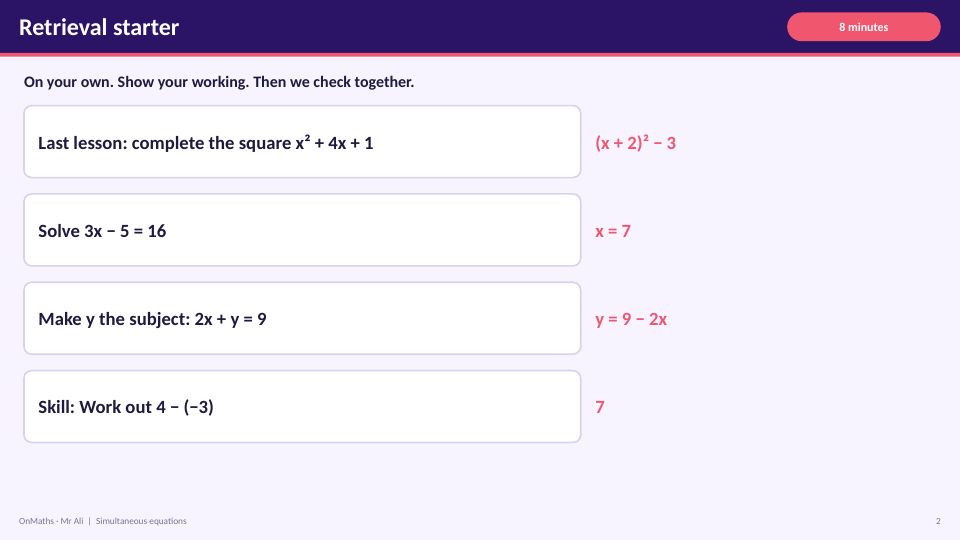 Retrieval starter
8 minutes
On your own. Show your working. Then we check together.
Last lesson: complete the square x² + 4x + 1
(x + 2)² − 3
Solve 3x − 5 = 16
x = 7
Make y the subject: 2x + y = 9
y = 9 − 2x
Skill: Work out 4 − (−3)
7
OnMaths - Mr Ali | Simultaneous equations
2